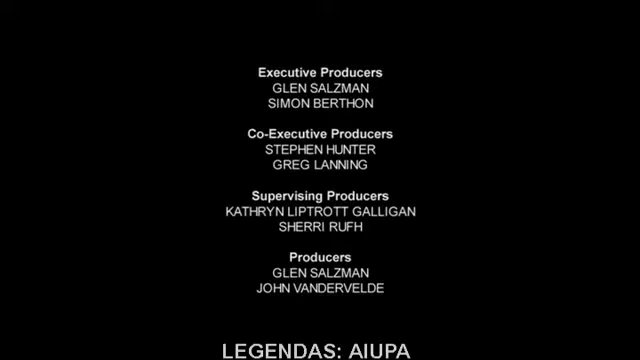 Executive Producers
GLEN SALZMAN
SIMON BERTHON
Co-Executive Producers
STEPHEN HUNTER
GREG LANNING
Supervising Producers
KATHRYN LIPTROTT GALLIGAN
SHERRI RUFH
Producers
GLEN SALZMAN
JOHN VANDERVELDE
LEGENDAS: AIUPA